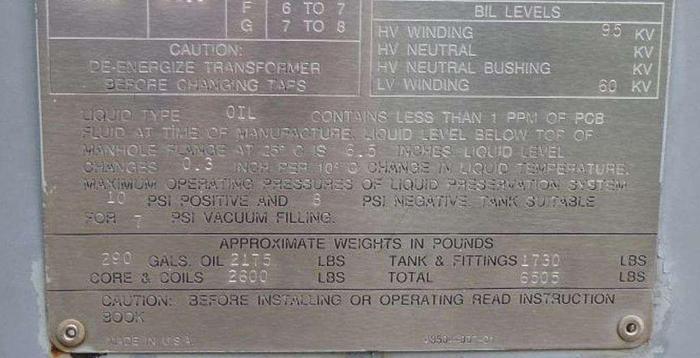 F 6 TO 7
G 7 TO 8
CAUTION:
DE-ENERGIZE TRANSFORMER
BEFORE CHANGING TAPS
BIL LEVELS
HV WINDING 95 KV
HV NEUTRAL KV
HV NEUTRAL BUSHING KV
LV WINDING 60 KV
LIQUID TYPE OIL CONTAINS LESS THAN 1 PPM OF PCB
FLUID AT TIME OF MANUFACTURE. LIQUID LEVEL BELOW TOP OF
MANHOLE FLANGE AT 25° C IS 6.5 INCHES LIQUID LEVEL
CHANGES 0.3 INCH PER 10° C CHANGE IN LIQUID TEMPERATURE.
MAXIMUM OPERATING PRESSURES OF LIQUID PRESERVATION SYSTEM
10 PSI POSITIVE AND 8 PSI NEGATIVE. TANK SUITABLE
FOR 7 PSI VACUUM FILLING.
APPROXIMATE WEIGHTS IN POUNDS
290 GALS. OIL 2175 LBS TANK & FITTINGS 1730 LBS
CORE & COILS 2600 LBS TOTAL 6505 LBS
CAUTION: BEFORE INSTALLING OR OPERATING READ INSTRUCTION
BOOK
MADE IN U.S.A.